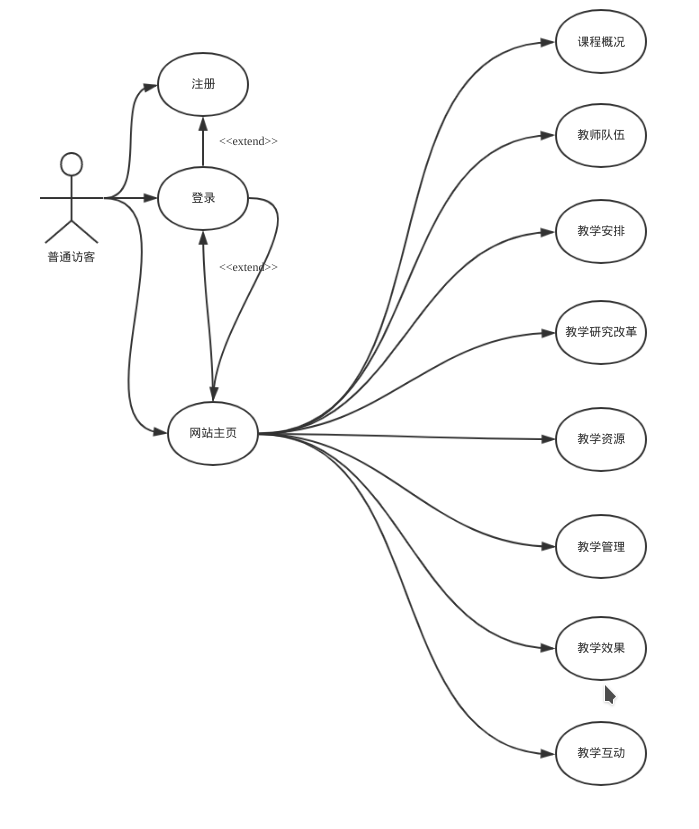 课程概况
注册
教师队伍
<<extend>>
普通访客
登录
教学安排
<<extend>>
教学研究改革
网站主页
教学资源
教学管理
教学效果
教学互动